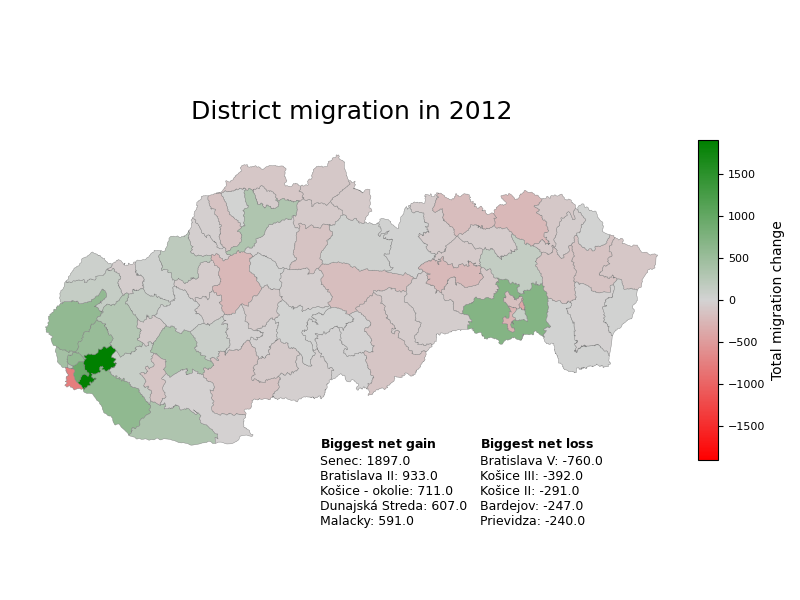 District migration in 2012
1500
1000
500
0
−500
−1000
−1500
Total migration change
Biggest net gain
Senec: 1897.0
Bratislava II: 933.0
Košice - okolie: 711.0
Dunajská Streda: 607.0
Malacky: 591.0
Biggest net loss
Bratislava V: -760.0
Košice III: -392.0
Košice II: -291.0
Bardejov: -247.0
Prievidza: -240.0